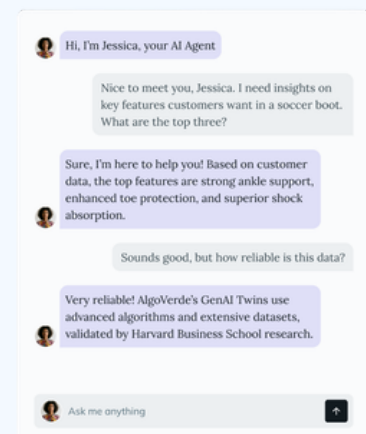 Hi, I'm Jessica, your AI Agent
Nice to meet you, Jessica. I need insights on
key features customers want in a soccer boot.
What are the top three?
Sure, I'm here to help you! Based on customer
data, the top features are strong ankle support,
enhanced toe protection, and superior shock
absorption.
Sounds good, but how reliable is this data?
Very reliable! AlgoVerde's GenAI Twins use
advanced algorithms and extensive datasets,
validated by Harvard Business School research.
Ask me anything